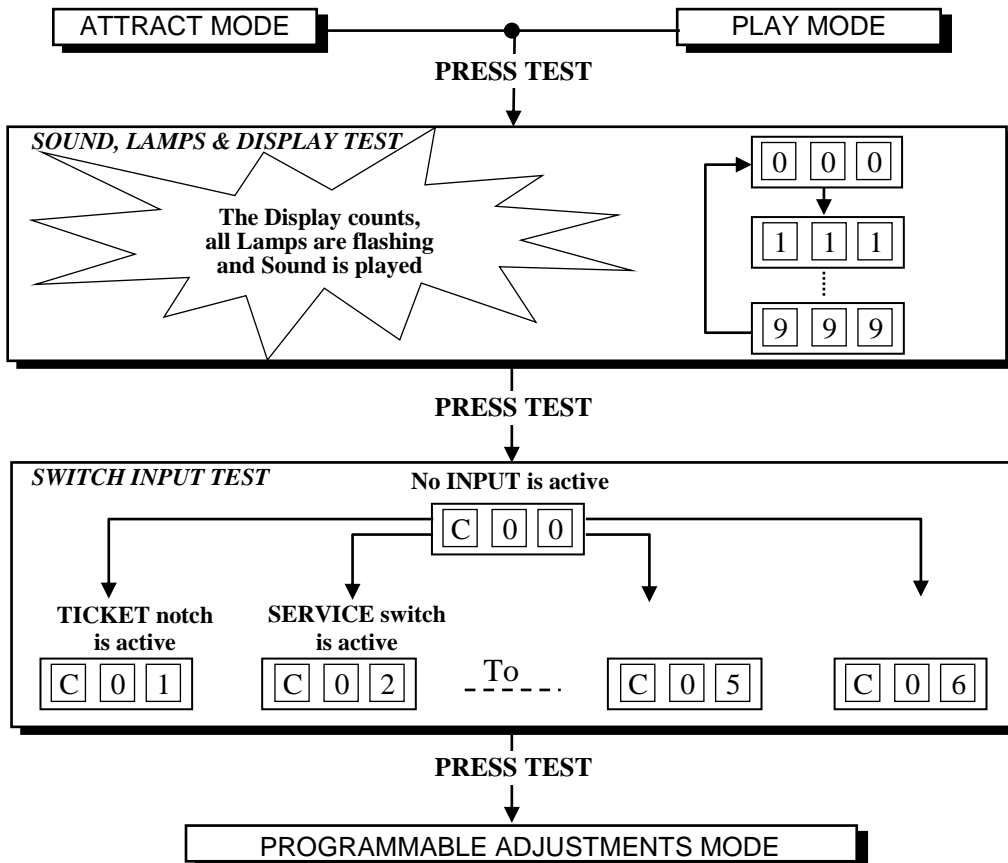 ATTRACT MODE
PLAY MODE
PRESS TEST
SOUND, LAMPS & DISPLAY TEST
The Display counts,
all Lamps are flashing
and Sound is played
0 0 0
1 1 1
9 9 9
PRESS TEST
SWITCH INPUT TEST
No INPUT is active
C 0 0
TICKET notch
is active
C 0 1
SERVICE switch
is active
C 0 2
To
C 0 5
C 0 6
PRESS TEST
PROGRAMMABLE ADJUSTMENTS MODE